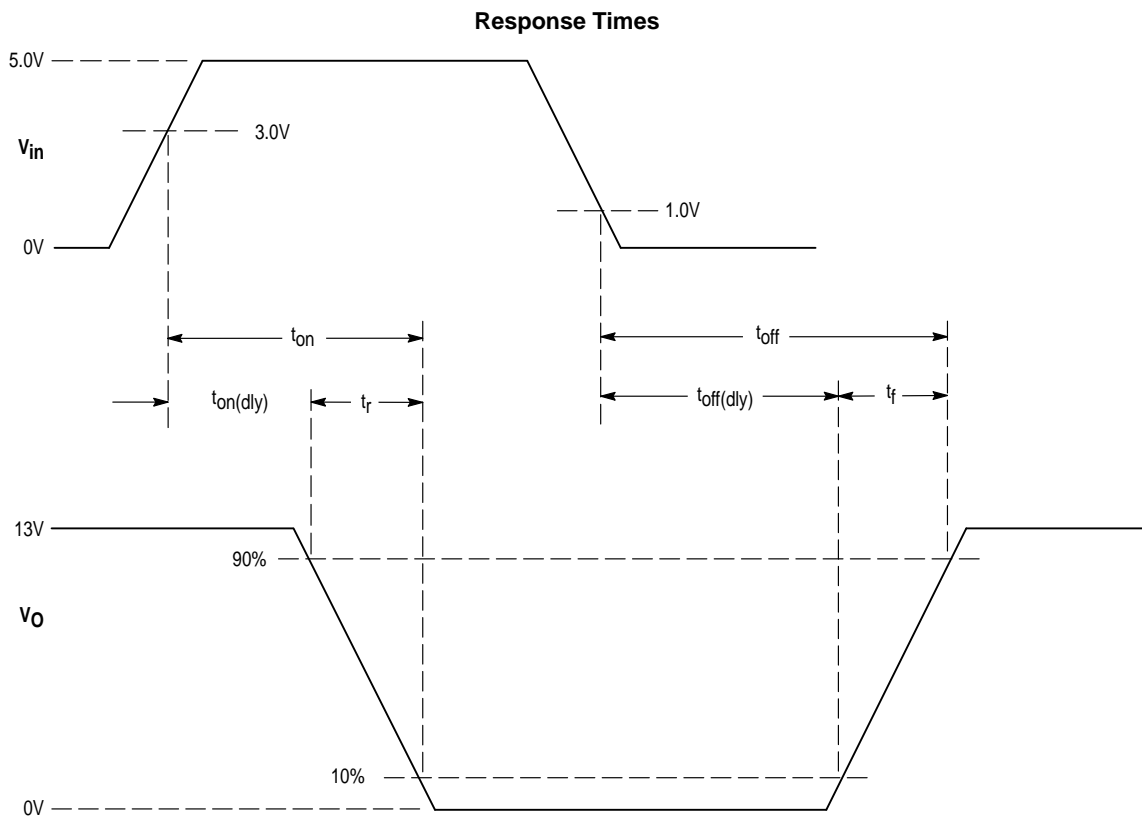 Response Times
5.0V
3.0V
Vin
1.0V
0V
ton
toff
ton(dly)
tr
toff(dly)
tf
13V
90%
VO
10%
0V